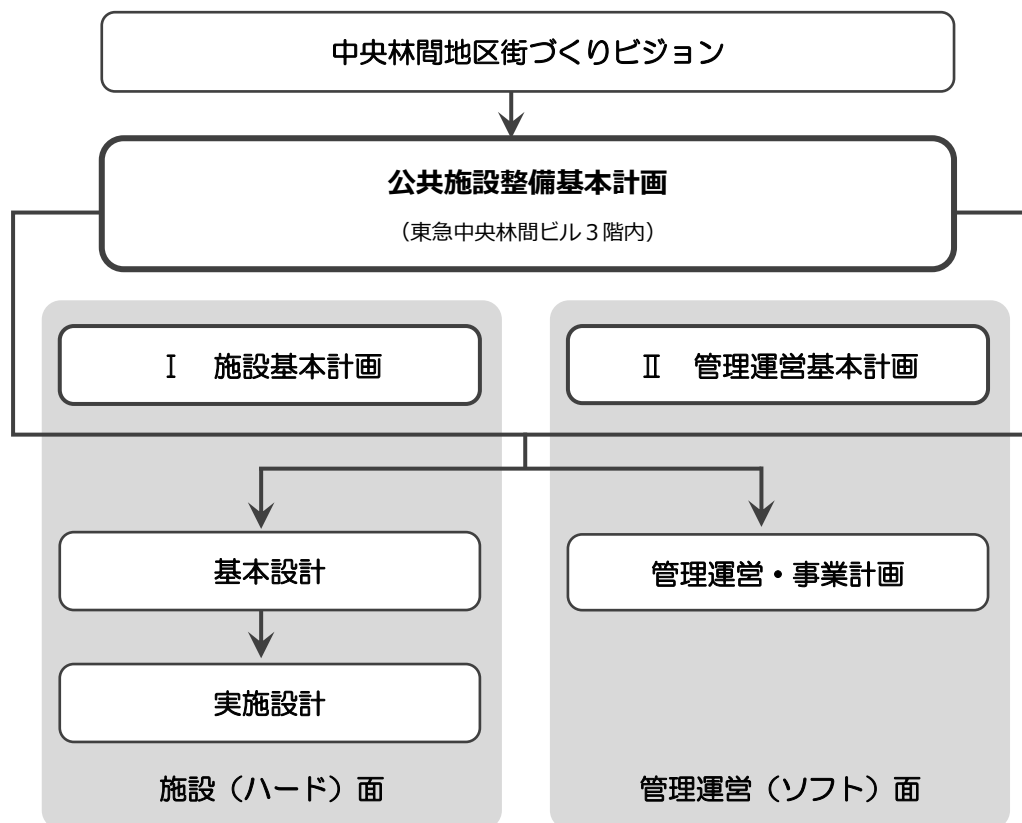 中央林間地区街づくりビジョン
公共施設整備基本計画
（東急中央林間ビル３階内）
Ⅰ　施設基本計画
Ⅱ　管理運営基本計画
基本設計
管理運営・事業計画
実施設計
施設（ハード）面
管理運営（ソフト）面